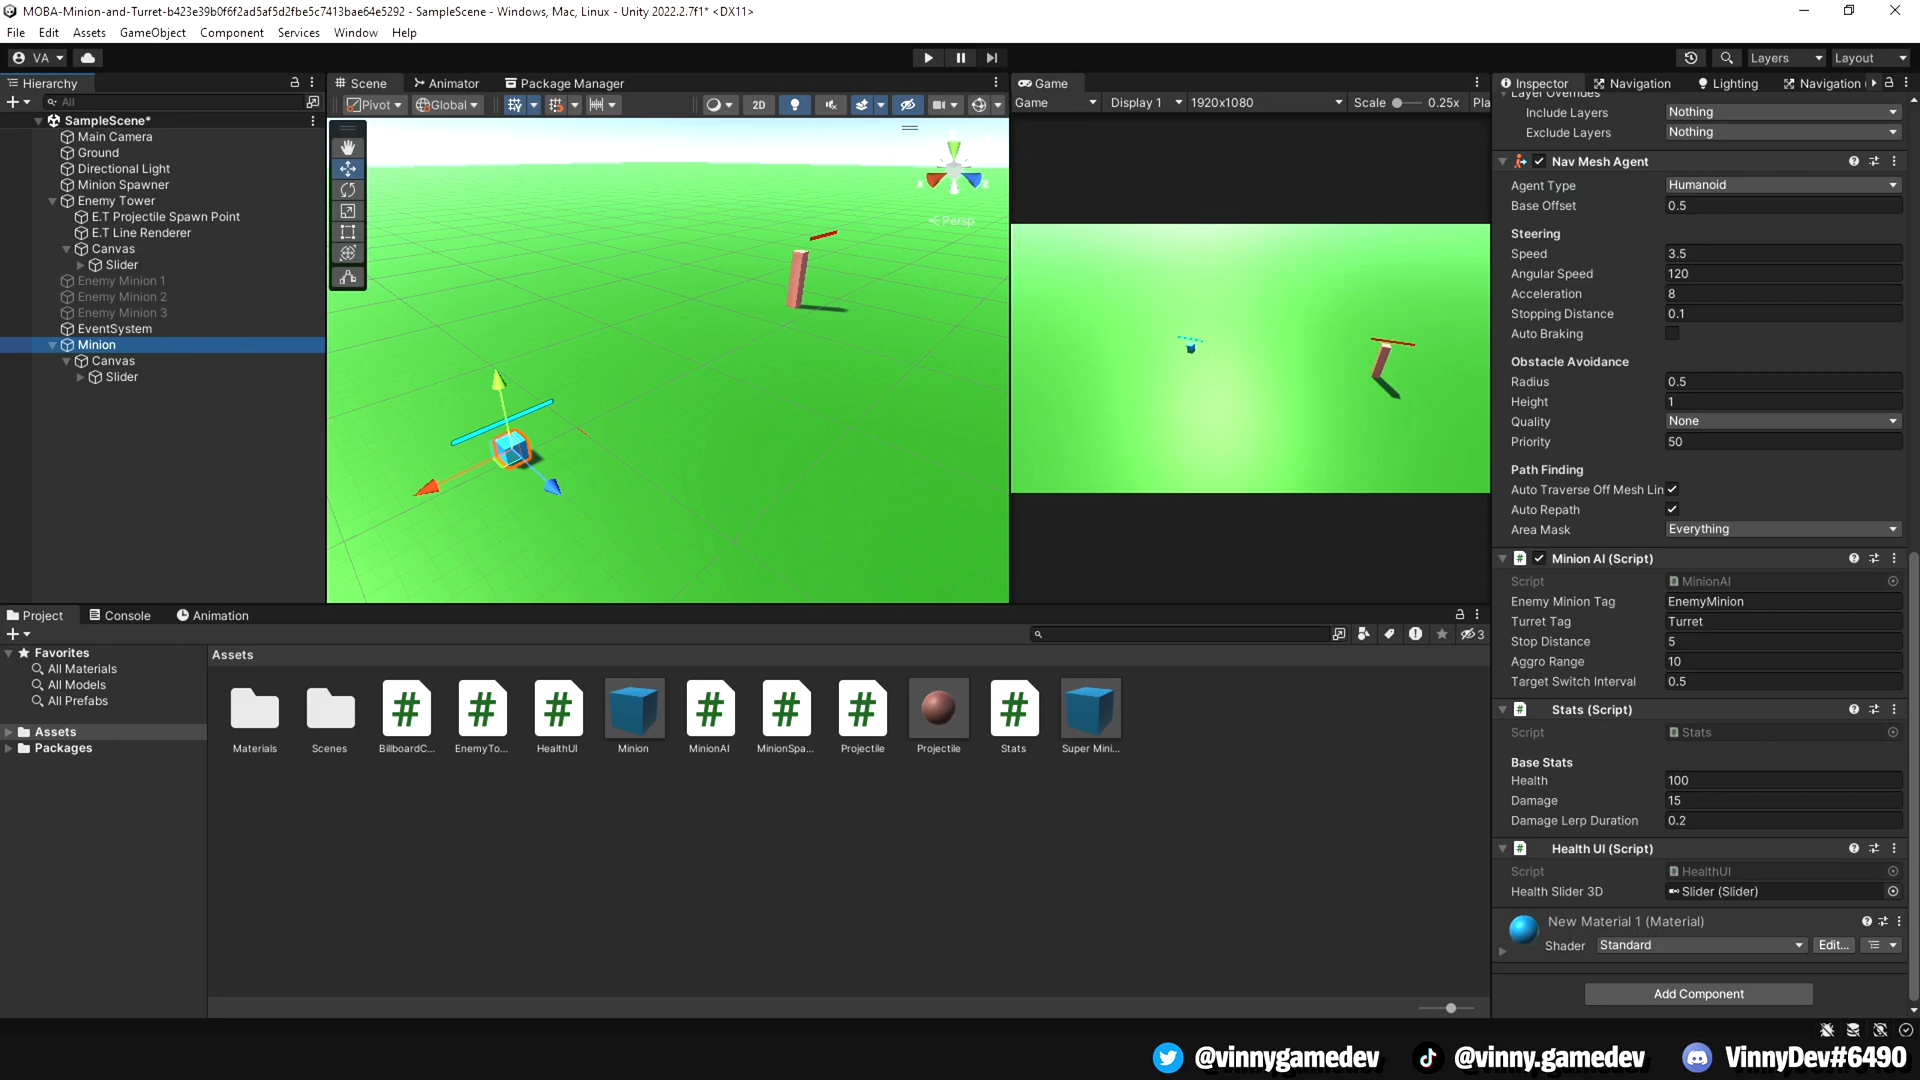 MOBA-Minion-and-Turret-b423e39b0f6f2ad5af5d2fbe5c7413bae64e5292 - SampleScene - Windows, Mac, Linux - Unity 2022.2.7f1* <DX11>
File Edit Assets GameObject Component Services Window Help
VA
Layers Layout
Hierarchy
All
SampleScene*
Main Camera
Ground
Directional Light
Minion Spawner
Enemy Tower
E.T Projectile Spawn Point
E.T Line Renderer
Canvas
Slider
Enemy Minion 1
Enemy Minion 2
Enemy Minion 3
EventSystem
Minion
Canvas
Slider
Scene Animator Package Manager
Pivot Global 2D
x z
Persp
Game
Game Display 1 1920x1080 Scale 0.25x Pla
Inspector Navigation Lighting Navigation
Layer Overrides
Include Layers Nothing
Exclude Layers Nothing
Nav Mesh Agent
Agent Type Humanoid
Base Offset 0.5
Steering
Speed 3.5
Angular Speed 120
Acceleration 8
Stopping Distance 0.1
Auto Braking
Obstacle Avoidance
Radius 0.5
Height 1
Quality None
Priority 50
Path Finding
Auto Traverse Off Mesh Lin
Auto Repath
Area Mask Everything
# Minion AI (Script)
Script MinionAI
Enemy Minion Tag EnemyMinion
Turret Tag Turret
Stop Distance 5
Aggro Range 10
Target Switch Interval 0.5
# Stats (Script)
Script Stats
Base Stats
Health 100
Damage 15
Damage Lerp Duration 0.2
# Health UI (Script)
Script HealthUI
Health Slider 3D Slider (Slider)
New Material 1 (Material)
Shader Standard Edit...
Add Component
Project Console Animation
3
Favorites
All Materials
All Models
All Prefabs
Assets
Packages
Assets
Materials Scenes BillboardC... EnemyTo... HealthUI Minion MinionAI MinionSpa... Projectile Projectile Stats Super Mini...
@vinnygamedev @vinny.gamedev VinnyDev#6490